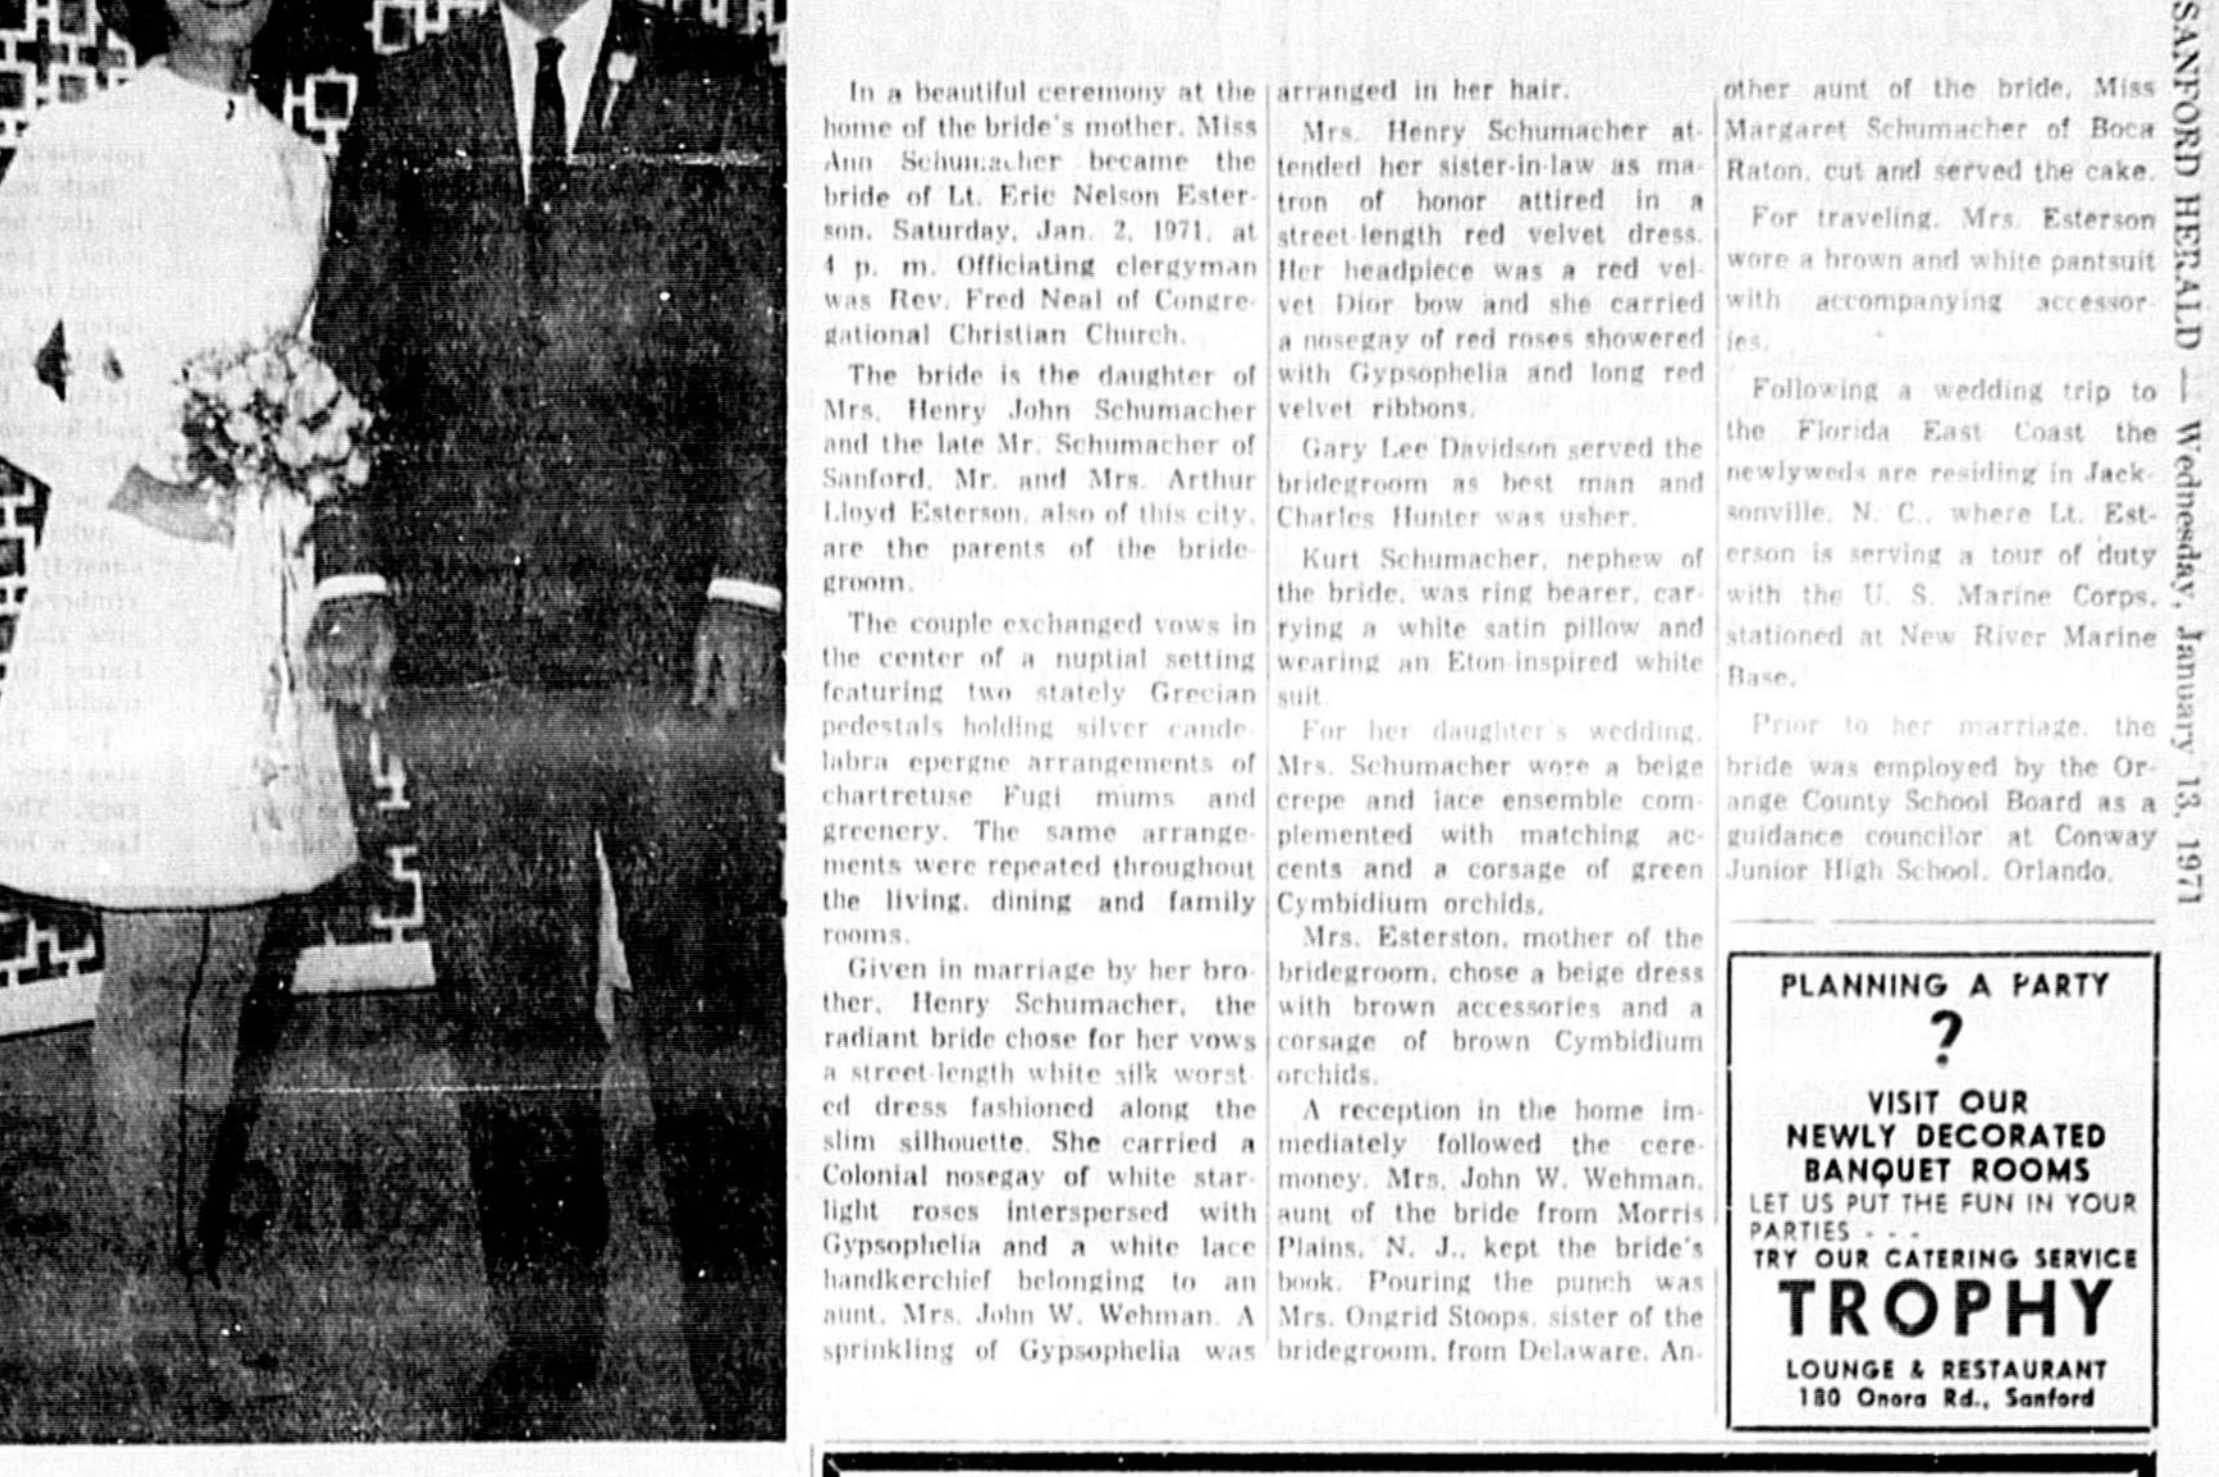 In a beautiful ceremony at the
home of the bride's mother, Miss
Ann Schumacher became the
bride of Lt. Eric Nelson Ester-
son, Saturday, Jan. 2, 1971, at
4 p. m. Officiating clergyman
was Rev. Fred Neal of Congre-
gational Christian Church.
The bride is the daughter of
Mrs. Henry John Schumacher
and the late Mr. Schumacher of
Sanford. Mr. and Mrs. Arthur
Lloyd Esterson, also of this city,
are the parents of the bride-
groom.
The couple exchanged vows in
the center of a nuptial setting
featuring two stately Grecian
pedestals holding silver cande-
labra epergne arrangements of
chartretuse Fugi mums and
greenery. The same arrange-
ments were repeated throughout
the living, dining and family
rooms.
Given in marriage by her bro-
ther, Henry Schumacher, the
radiant bride chose for her vows
a street-length white silk worst-
ed dress fashioned along the
slim silhouette. She carried a
Colonial nosegay of white star-
light roses interspersed with
Gypsophelia and a white lace
handkerchief belonging to an
aunt, Mrs. John W. Wehman. A
sprinkling of Gypsophelia was
arranged in her hair.
Mrs. Henry Schumacher at-
tended her sister-in-law as ma-
tron of honor attired in a
street-length red velvet dress.
Her headpiece was a red vel-
vet Dior bow and she carried
a nosegay of red roses showered
with Gypsophelia and long red
velvet ribbons.
Gary Lee Davidson served the
bridegroom as best man and
Charles Hunter was usher.
Kurt Schumacher, nephew of
the bride, was ring bearer, car-
rying a white satin pillow and
wearing an Eton-inspired white
suit.
For her daughter's wedding,
Mrs. Schumacher wore a beige
crepe and lace ensemble com-
plemented with matching ac-
cents and a corsage of green
Cymbidium orchids.
Mrs. Esterston, mother of the
bridegroom, chose a beige dress
with brown accessories and a
corsage of brown Cymbidium
orchids.
A reception in the home im-
mediately followed the cere-
money. Mrs. John W. Wehman,
aunt of the bride from Morris
Plains, N. J., kept the bride's
book. Pouring the punch was
Mrs. Ongrid Stoops, sister of the
bridegroom, from Delaware. An-
other aunt of the bride, Miss
Margaret Schumacher of Boca
Raton, cut and served the cake.
For traveling, Mrs. Esterson
wore a brown and white pantsuit
with accompanying accessor-
ies.
Following a wedding trip to
the Florida East Coast the
newlyweds are residing in Jack-
sonville, N. C., where Lt. Est-
erson is serving a tour of duty
with the U. S. Marine Corps,
stationed at New River Marine
Base.
Prior to her marriage, the
bride was employed by the Or-
ange County School Board as a
guidance councilor at Conway
Junior High School, Orlando.
PLANNING A PARTY
?
VISIT OUR
NEWLY DECORATED
BANQUET ROOMS
LET US PUT THE FUN IN YOUR
PARTIES - - -
TRY OUR CATERING SERVICE
TROPHY
LOUNGE & RESTAURANT
180 Onora Rd., Sanford
SANFORD HERALD — Wednesday, January 13, 1971